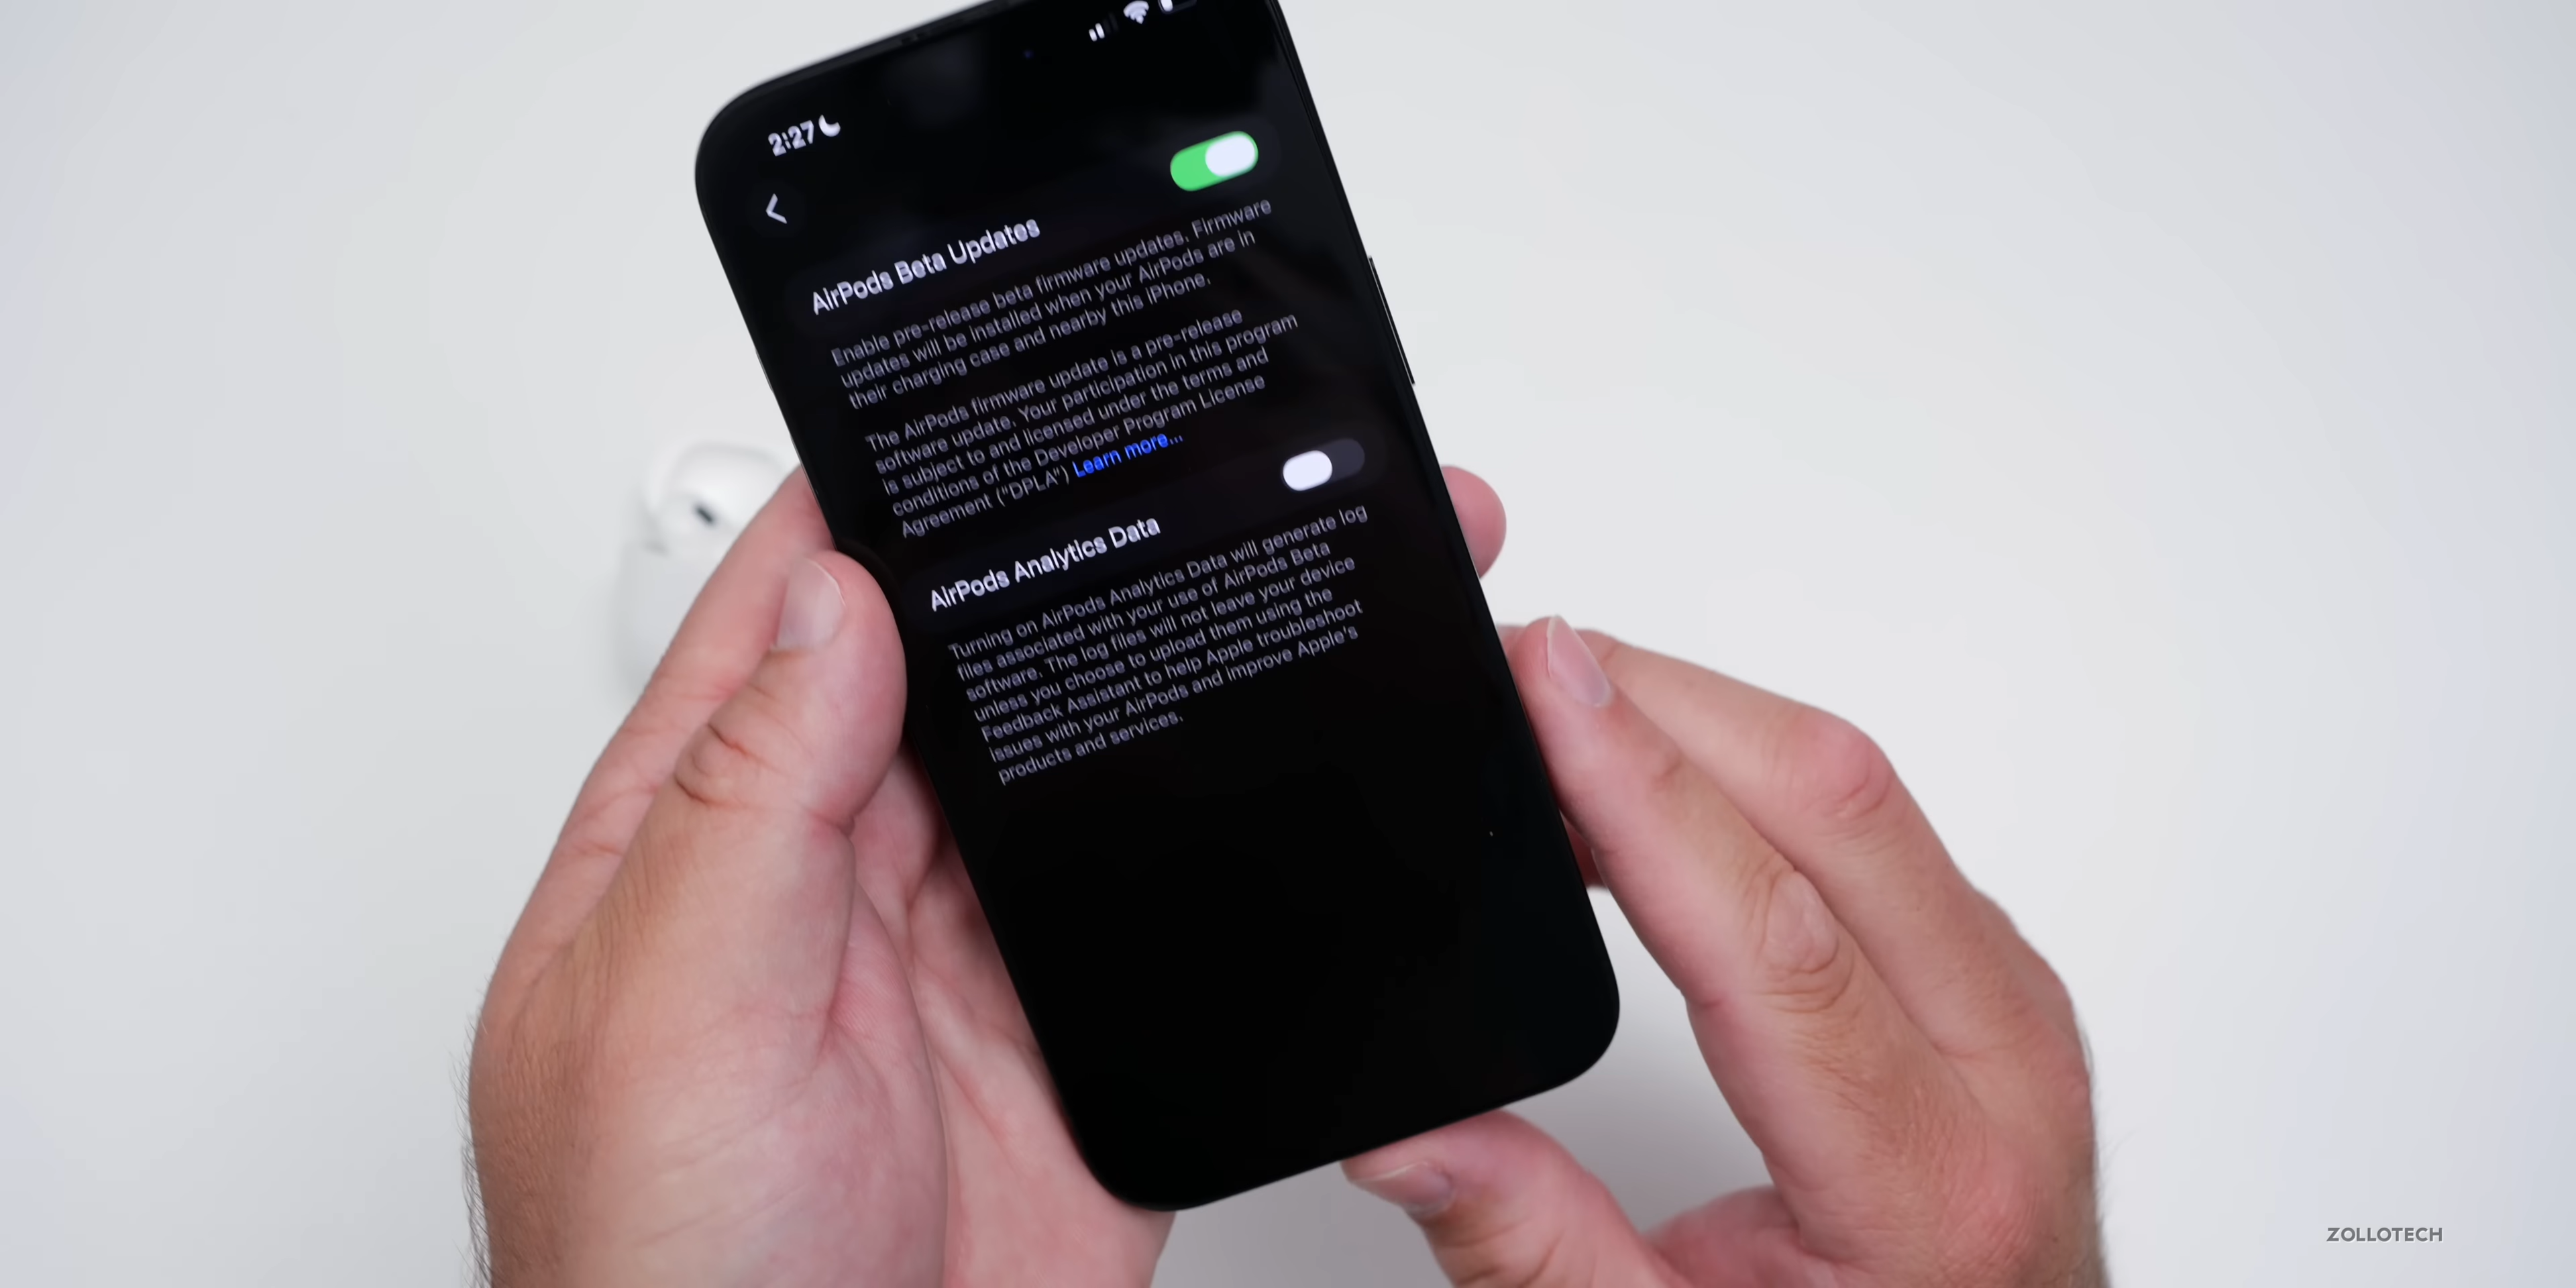 2:27
AirPods Beta Updates
Enable pre-release beta firmware updates. Firmware
updates will be installed when your AirPods are in
their charging case and nearby this iPhone.
The AirPods firmware update is a pre-release
software update. Your participation in this program
is subject to and licensed under the terms and
conditions of the Developer Program License
Agreement ("DPLA") Learn more...
AirPods Analytics Data
Turning on AirPods Analytics Data will generate log
files associated with your use of AirPods Beta
software. The log files will not leave your device
unless you choose to upload them using the
Feedback Assistant to help Apple troubleshoot
issues with your AirPods and improve Apple's
products and services.
ZOLLOTECH